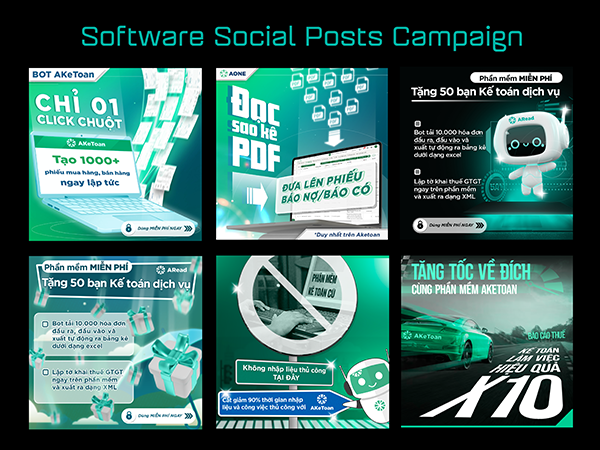 Software Social Posts Campaign
BOT AKeToan
CHỈ 01
CLICK CHUỘT
AKeToan
Tạo 1000+
phiếu mua hàng, bán hàng
ngay lập tức
DÙNG MIỄN PHÍ NGAY
AONE
Đọc
sao kê
PDF
PDF
PDF
PDF
PDF
PDF
ĐƯA LÊN PHIẾU
BÁO NỢ/BÁO CÓ
*Duy nhất trên Aketoan
Phần mềm MIỄN PHÍ
Tặng 50 bạn Kế toán dịch vụ
ARead
Bot tải 10.000 hóa đơn
đầu ra, đầu vào và
xuất tự động ra bảng kê
dưới dạng excel
Lập tờ khai thuế GTGT
ngay trên phần mềm
và xuất ra dạng XML
DÙNG MIỄN PHÍ NGAY
Phần mềm MIỄN PHÍ
ARead
Tặng 50 bạn Kế toán dịch vụ
Bot tải 10.000 hóa đơn
đầu ra, đầu vào và
xuất tự động ra bảng kê
dưới dạng excel
Lập tờ khai thuế GTGT
ngay trên phần mềm
và xuất ra dạng XML
DÙNG MIỄN PHÍ NGAY
PHẦN MỀM
KẾ TOÁN CŨ
Không nhập liệu thủ công
TẠI ĐÂY
Cắt giảm 90% thời gian nhập
liệu và công việc thủ công với
AKeToan
TĂNG TỐC VỀ ĐÍCH
CÙNG PHẦN MỀM AKETOAN
AKeToan
BÁO CÁO THUẾ
KẾ TOÁN
LÀM VIỆC
HIỆU QUẢ
X10